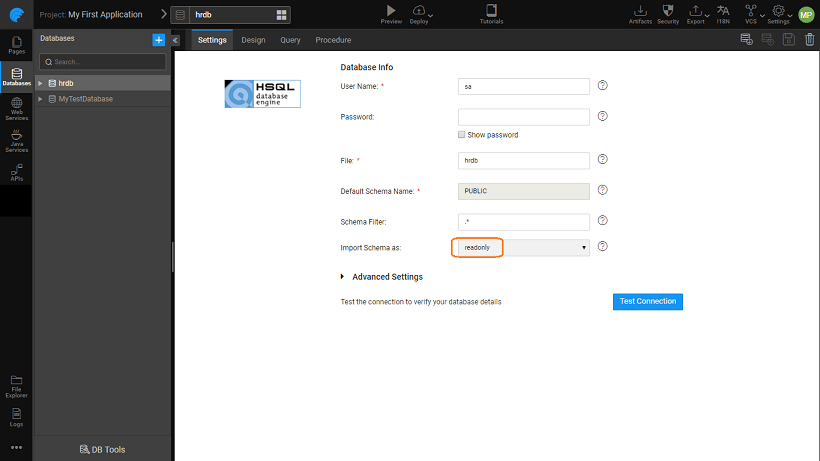 Project: My First Application
hrdb
Preview
Deploy
Tutorials
Artifacts
Security
Export
I18N
VCS
Settings
MP
Pages
Databases
Web Services
Java Services
APIs
File Explorer
Logs
Databases
Search...
hrdb
MyTestDatabase
DB Tools
Settings
Design
Query
Procedure
HSQL
database
engine
Database Info
User Name: *
sa
?
Password:
?
Show password
File: *
hrdb
?
Default Schema Name: *
PUBLIC
?
Schema Filter:
.*
?
Import Schema as:
readonly
?
Advanced Settings
Test the connection to verify your database details
Test Connection